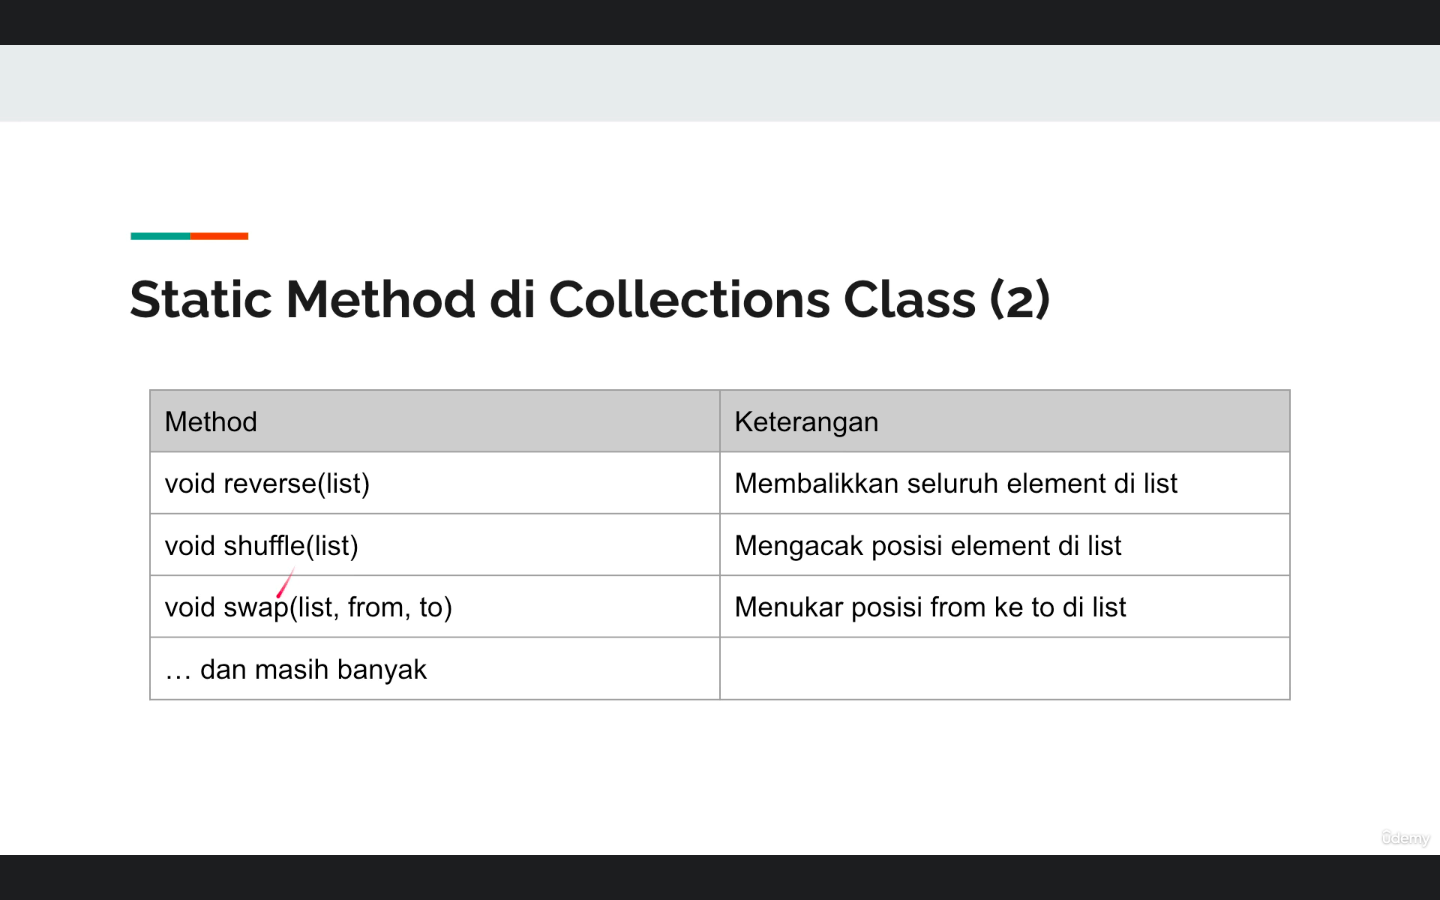 Static Method di Collections Class (2)
Method Keterangan
void reverse(list) Membalikkan seluruh element di list
void shuffle(list) Mengacak posisi element di list
void swap(list, from, to) Menukar posisi from ke to di list
… dan masih banyak
ûdemy